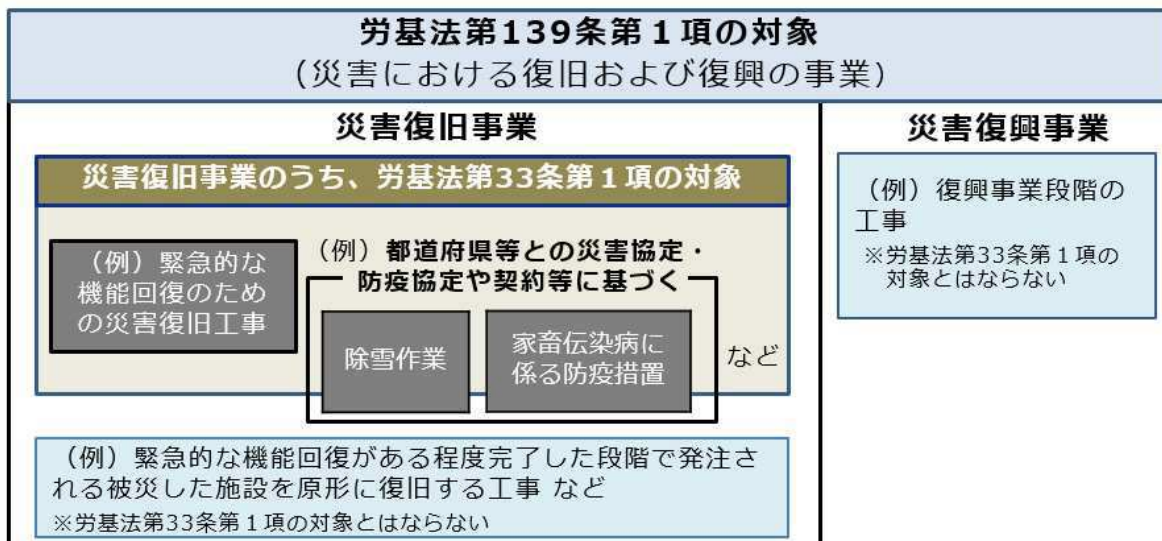 労基法第139条第１項の対象
（災害における復旧および復興の事業）
災害復旧事業
災害復旧事業のうち、労基法第33条第１項の対象
（例）緊急的な
機能回復のため
の災害復旧工事
（例）都道府県等との災害協定・
防疫協定や契約等に基づく
除雪作業
家畜伝染病に
係る防疫措置
など
（例）緊急的な機能回復がある程度完了した段階で発注さ
れる被災した施設を原形に復旧する工事 など
※労基法第33条第１項の対象とはならない
災害復興事業
（例）復興事業段階の
工事
※労基法第33条第１項の
対象とはならない